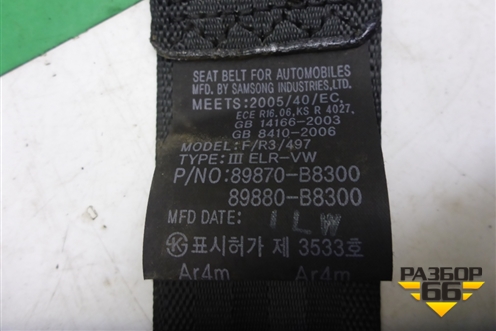 SEAT BELT FOR AUTOMOBILES
MFD. BY SAMSONG INDUSTRIES,LTD.
MEETS:2005/40/EC,
ECE R16.06,KS R 4027,
GB 14166-2003
GB 8410-2006
MODEL:F/R3/497
TYPE:Ⅲ ELR-VW
P/NO:89870-B8300
89880-B8300
MFD DATE: 1LW
표시허가 제 3533호
Ar4m Ar4m
РАЗБОР
66